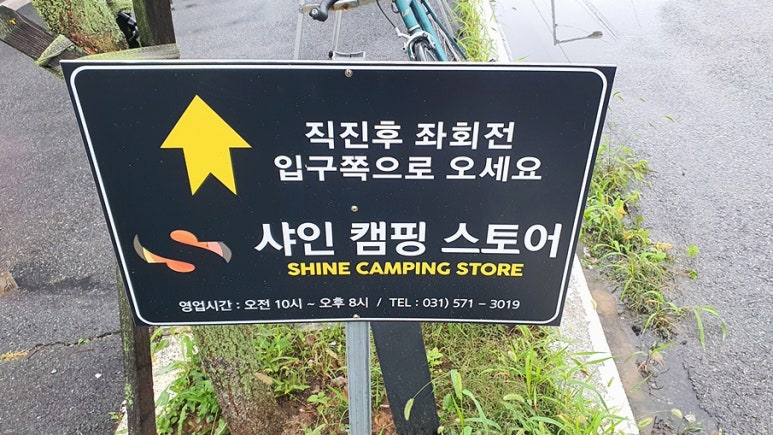 직진후 좌회전
입구쪽으로 오세요
샤인 캠핑 스토어
SHINE CAMPING STORE
영업시간 : 오전 10시 ~ 오후 8시 / TEL : 031) 571 – 3019